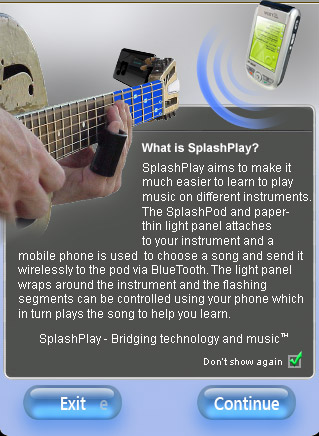 What is SplashPlay?
SplashPlay aims to make it
much easier to learn to play
music on different instruments.
The SplashPod and paper-
thin light panel attaches
to your instrument and a
mobile phone is used to choose a song and send it
wirelessly to the pod via BlueTooth. The light panel
wraps around the instrument and the flashing
segments can be controlled using your phone which
in turn plays the song to help you learn.
SplashPlay - Bridging technology and music™
Don't show again
Exit e
Continue